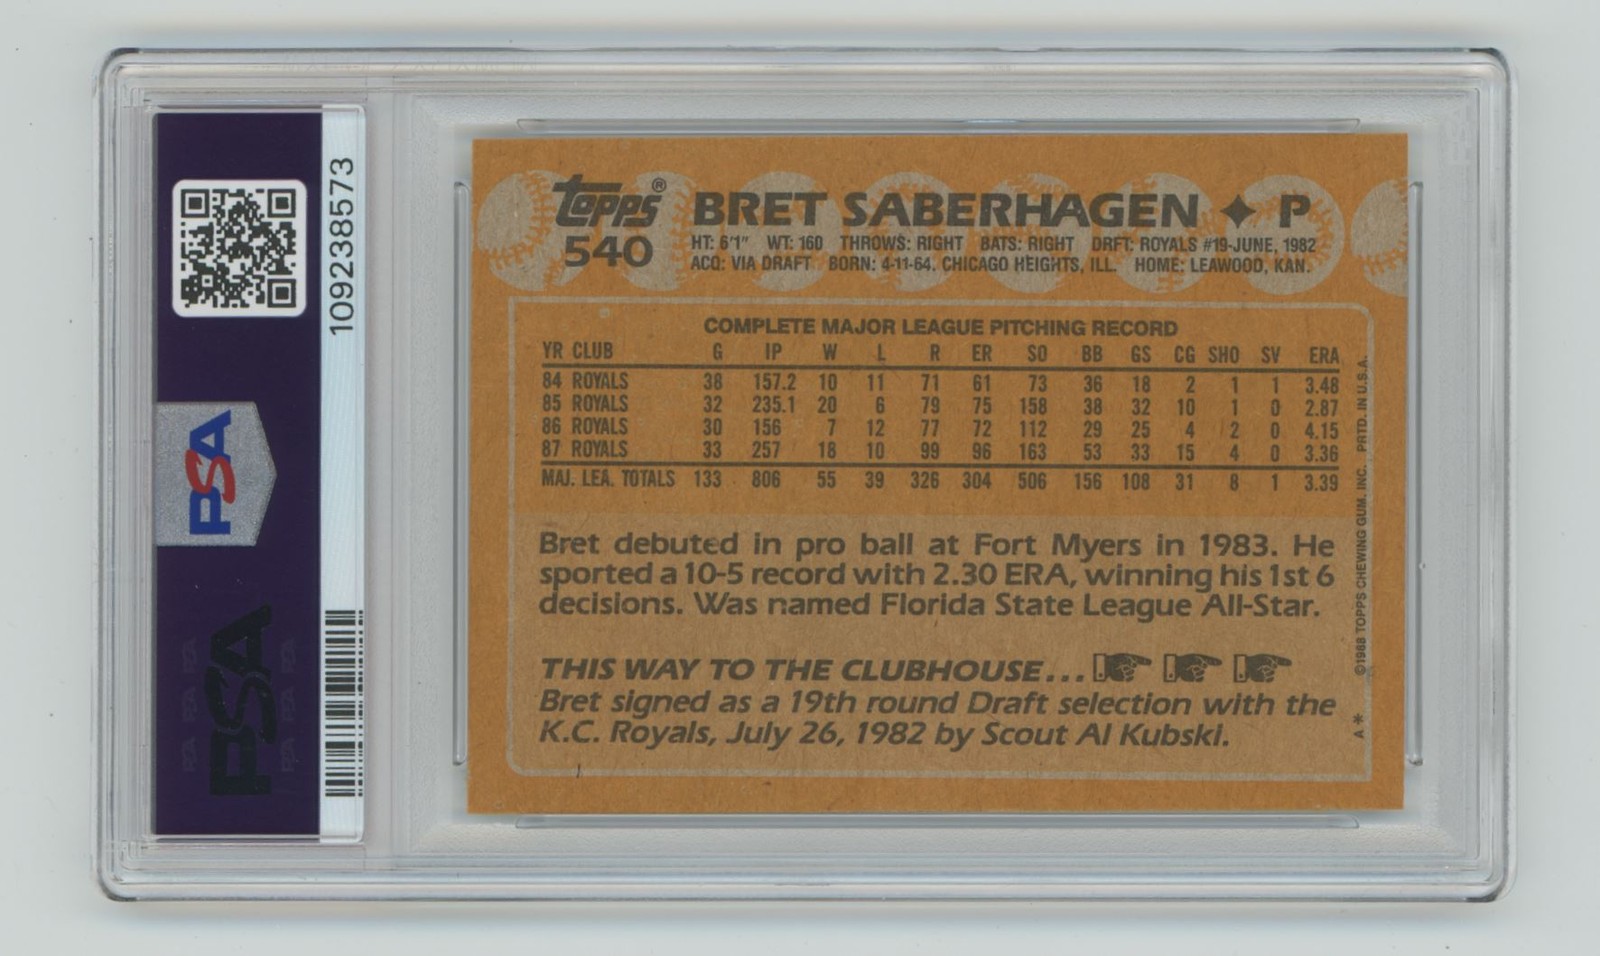 109238573
PSA
PSA
topps®
540
BRET SABERHAGEN ✦ P
HT: 6'1" WT: 160 THROWS: RIGHT BATS: RIGHT DRFT: ROYALS #19-JUNE, 1982
ACQ: VIA DRAFT BORN: 4-11-64, CHICAGO HEIGHTS, ILL. HOME: LEAWOOD, KAN.
COMPLETE MAJOR LEAGUE PITCHING RECORD
YR CLUB G IP W L R ER SO BB GS CG SHO SV ERA
84 ROYALS 38 157.2 10 11 71 61 73 36 18 2 1 1 3.48
85 ROYALS 32 235.1 20 6 79 75 158 38 32 10 1 0 2.87
86 ROYALS 30 156 7 12 77 72 112 29 25 4 2 0 4.15
87 ROYALS 33 257 18 10 99 96 163 53 33 15 4 0 3.36
MAJ. LEA. TOTALS 133 806 55 39 326 304 506 156 108 31 8 1 3.39
Bret debuted in pro ball at Fort Myers in 1983. He
sported a 10-5 record with 2.30 ERA, winning his 1st 6
decisions. Was named Florida State League All-Star.
THIS WAY TO THE CLUBHOUSE...
Bret signed as a 19th round Draft selection with the
K.C. Royals, July 26, 1982 by Scout Al Kubski.
A* ©1988 TOPPS CHEWING GUM, INC. PRTD. IN U.S.A.